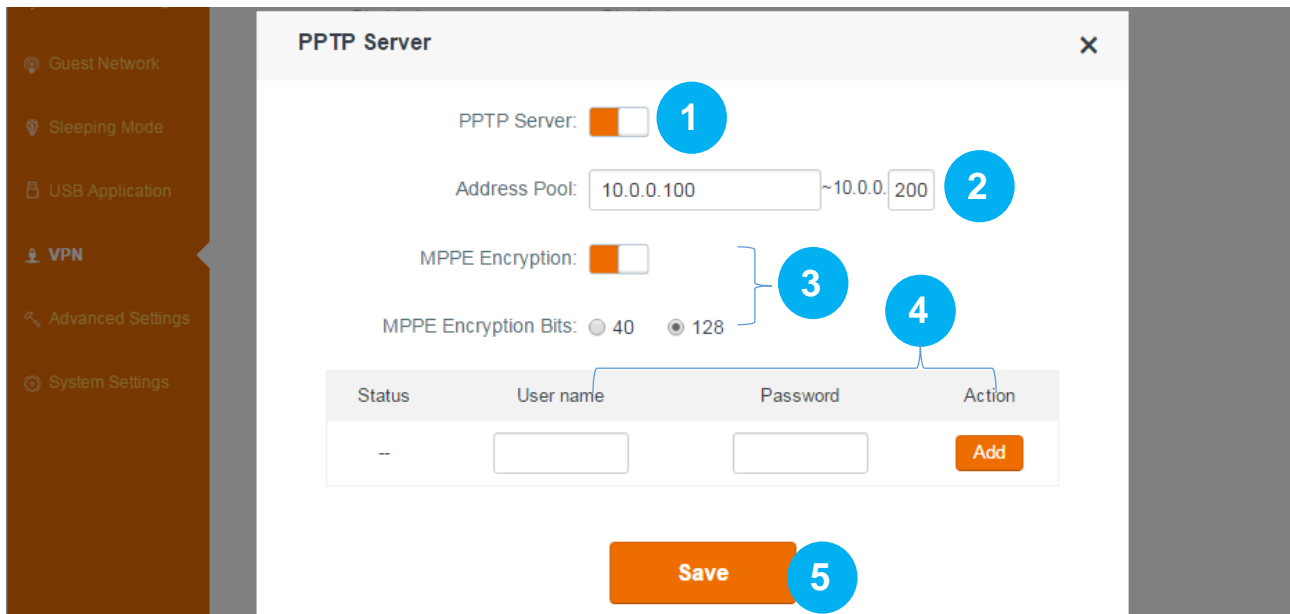 PPTP Server
Guest Network
Sleeping Mode
USB Application
VPN
Advanced Settings
System Settings
PPTP Server: 1
Address Pool: 10.0.0.100 ~10.0.0. 200 2
MPPE Encryption:
3
4
MPPE Encryption Bits: 40 128
Status User name Password Action
-- Add
Save 5